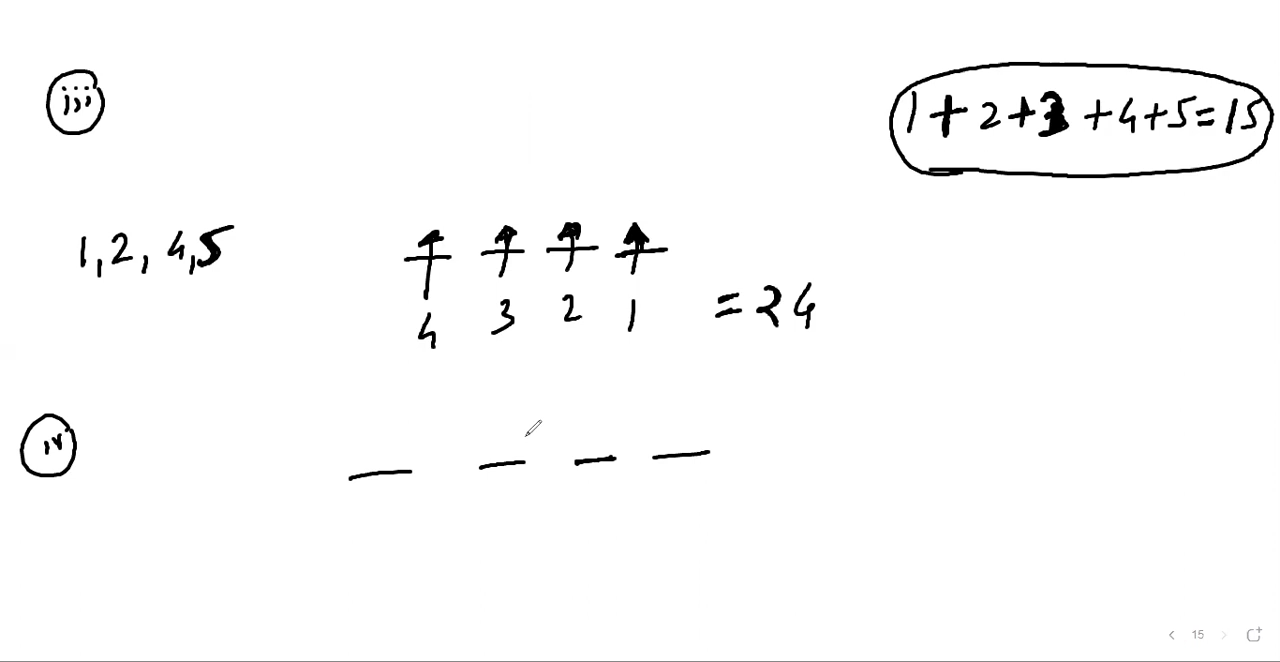 iii
1 + 2 + 3 + 4 + 5 = 15
1, 2, 4, 5
4 3 2 1 = 24
iv
< 15 >